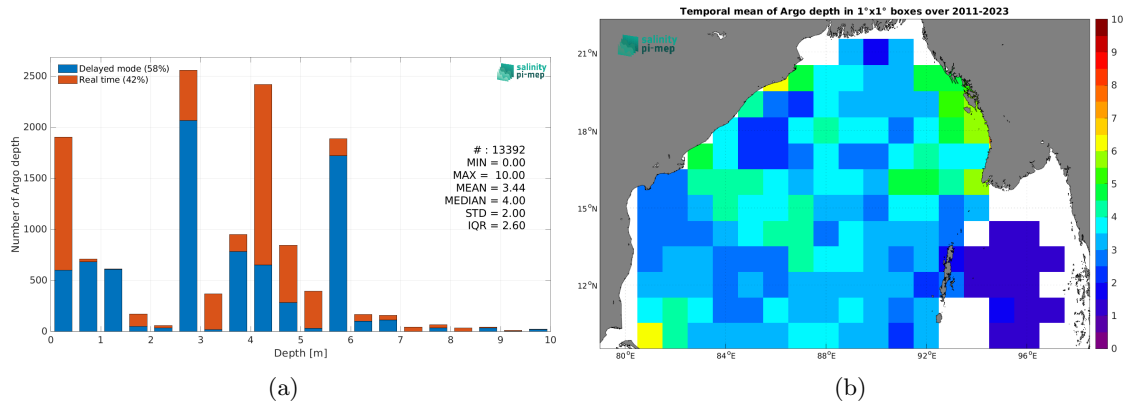 Delayed mode (58%)
Real time (42%)
salinity
pi-mep
Number of Argo depth
2500
2000
1500
1000
500
0
# : 13392
MIN = 0.00
MAX = 10.00
MEAN = 3.44
MEDIAN = 4.00
STD = 2.00
IQR = 2.60
0 1 2 3 4 5 6 7 8 9 10
Depth [m]
(a)
Temporal mean of Argo depth in 1°x1° boxes over 2011-2023
salinity
pi-mep
21°N
18°N
15°N
12°N
80°E 84°E 88°E 92°E 96°E
10
9
8
7
6
5
4
3
2
1
0
(b)